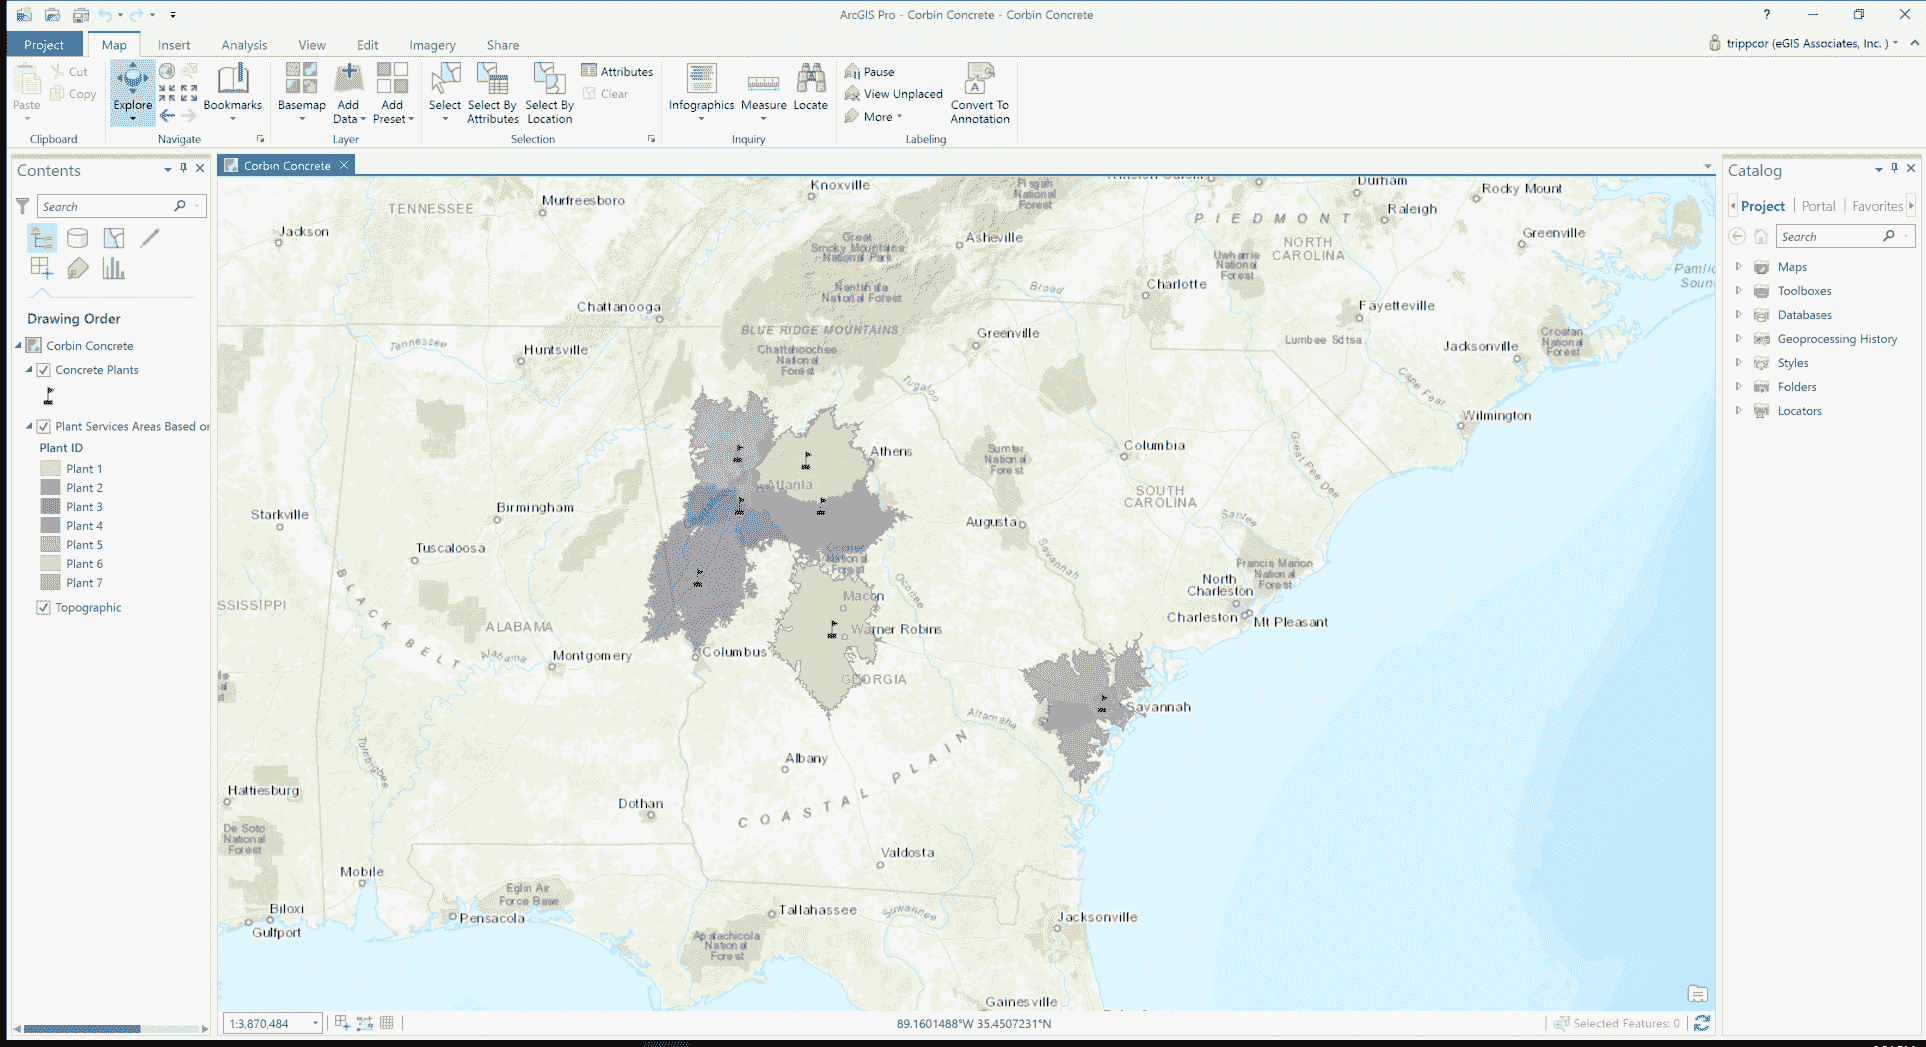 ArcGIS Pro - Corbin Concrete - Corbin Concrete
?
Project
Map
Insert
Analysis
View
Edit
Imagery
Share
trippcor (eGIS Associates, Inc.)
Paste
Cut
Copy
Clipboard
Explore
Bookmarks
Navigate
Basemap
Add Data
Add Preset
Layer
Select
Select By Attributes
Select By Location
Attributes
Clear
Selection
Infographics
Measure
Locate
Inquiry
Pause
View Unplaced
More
Convert To Annotation
Labeling
Contents
Search
Drawing Order
Corbin Concrete
Concrete Plants
Plant Services Areas Based or
Plant ID
Plant 1
Plant 2
Plant 3
Plant 4
Plant 5
Plant 6
Plant 7
Topographic
Corbin Concrete
Knoxville
Pisgah
National
Forest
Durham
Rocky Mount
TENNESSEE
Murfreesboro
Raleigh
PIEDMONT
Jackson
Great
Smoky Mountains
National Park
Asheville
NORTH
CAROLINA
Greenville
Uwharrie
National
Forest
Nantahala
National Forest
Broad
Charlotte
Chattanooga
Fayetteville
BLUE RIDGE MOUNTAINS
Greenville
Tennessee
Huntsville
Chattahoochee
National
Forest
Lumbee Sdtsa
Jacksonville
Croatan
National
Forest
Tugaloo
Cape Fear
Wilmington
Athens
Columbia
Great Pee Dee
Sumter
National
Forest
Atlanta
SOUTH
CAROLINA
Birmingham
Starkville
Augusta
Santee
Tuscaloosa
Oconee
National
Forest
Savannah
Francis Marion
National
Forest
North
Charleston
BLACK BELT
Oconee
Macon
SSISSIPPI
Charleston
Mt Pleasant
ALABAMA
Warner Robins
Alabama
Montgomery
Columbus
GEORGIA
Savannah
Altamaha
Tombigbee
Albany
COASTAL PLAIN
Hattiesburg
Dothan
De Soto
National
Forest
Valdosta
Mobile
Eglin Air
Force Base
Biloxi
Pensacola
Gulfport
Tallahassee
Suwannee
Jacksonville
Apalachicola
National
Forest
Gainesville
1:3,870,484
89.1601488°W 35.4507231°N
Selected Features: 0
Catalog
Project
Portal
Favorites
Search
Maps
Toolboxes
Databases
Geoprocessing History
Styles
Folders
Locators